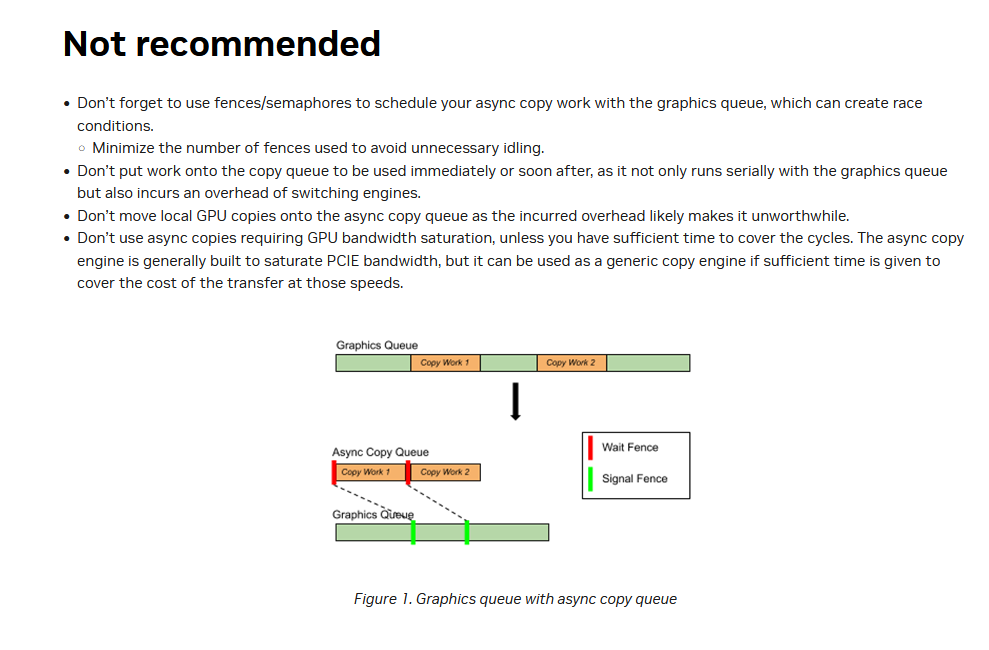 Not recommended
• Don’t forget to use fences/semaphores to schedule your async copy work with the graphics queue, which can create race
conditions.
○ Minimize the number of fences used to avoid unnecessary idling.
• Don’t put work onto the copy queue to be used immediately or soon after, as it not only runs serially with the graphics queue
but also incurs an overhead of switching engines.
• Don’t move local GPU copies onto the async copy queue as the incurred overhead likely makes it unworthwhile.
• Don’t use async copies requiring GPU bandwidth saturation, unless you have sufficient time to cover the cycles. The async copy
engine is generally built to saturate PCIE bandwidth, but it can be used as a generic copy engine if sufficient time is given to
cover the cost of the transfer at those speeds.
Graphics Queue
Copy Work 1
Copy Work 2
Async Copy Queue
Copy Work 1
Copy Work 2
Graphics Queue
Wait Fence
Signal Fence
Figure 1. Graphics queue with async copy queue